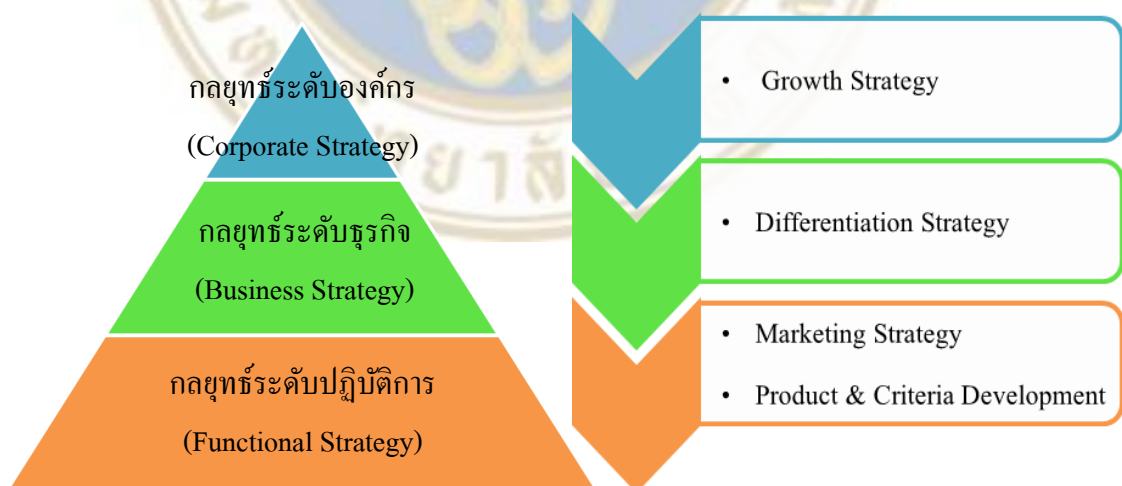 กลยุทธ์ระดับองค์กร
(Corporate Strategy)
กลยุทธ์ระดับธุรกิจ
(Business Strategy)
กลยุทธ์ระดับปฏิบัติการ
(Functional Strategy)
• Growth Strategy
• Differentiation Strategy
• Marketing Strategy
• Product & Criteria Development